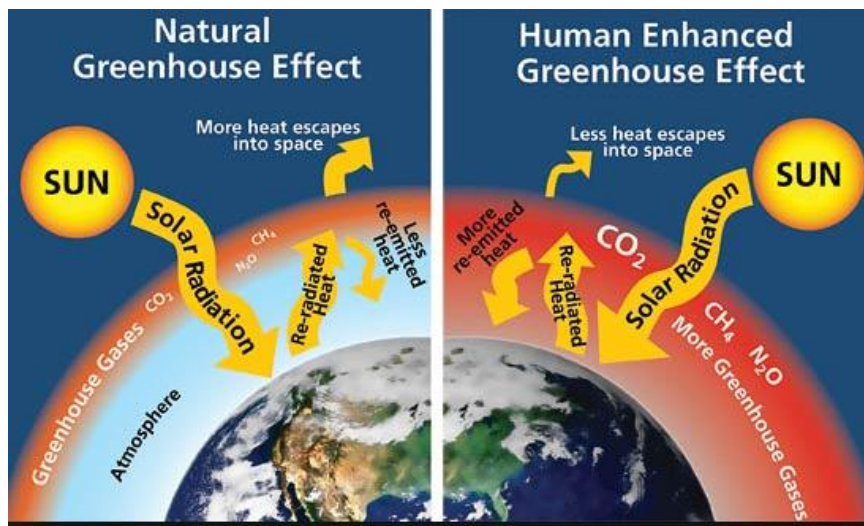 Natural
Greenhouse Effect
More heat escapes
into space
SUN
Solar Radiation
Less
re-emitted
heat
CH₄
N₂O
CO₂
Re-radiated
Heat
Greenhouse Gases
Atmosphere
Human Enhanced
Greenhouse Effect
Less heat escapes
into space
SUN
Solar Radiation
More
re-emitted
heat
CO₂
Re-radiated
Heat
CH₄ N₂O
More Greenhouse Gases